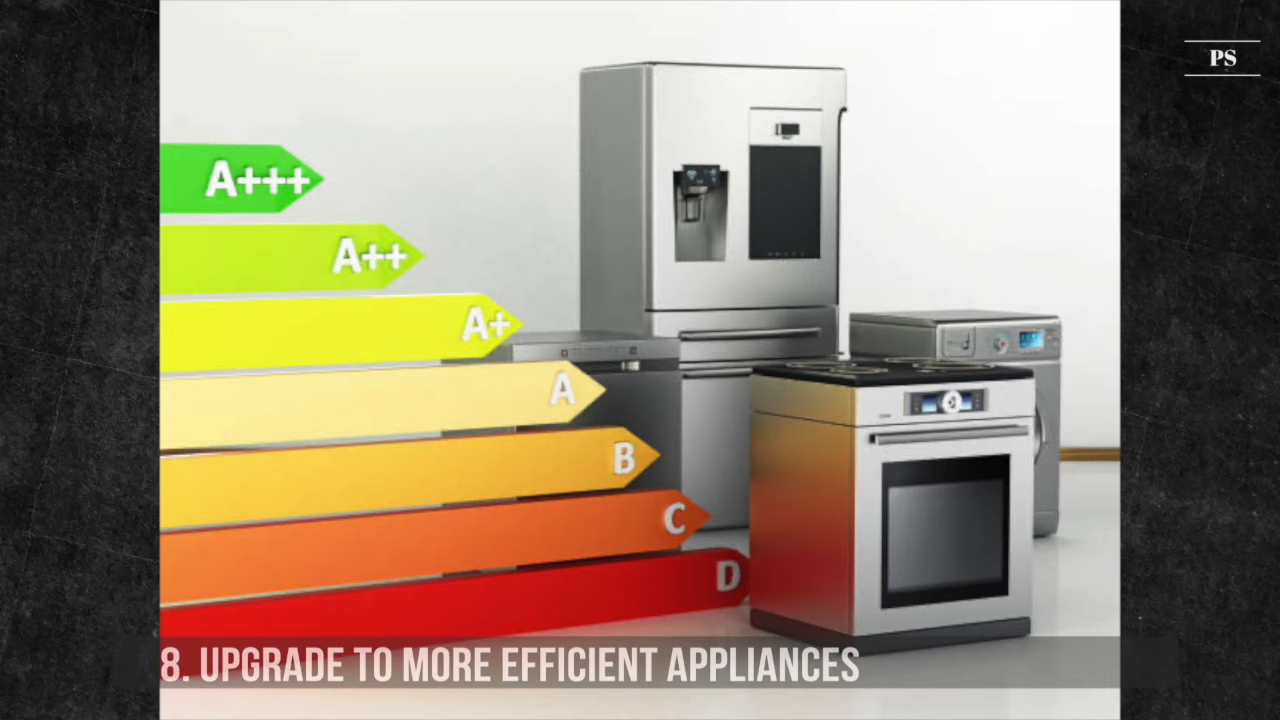 PS
A+++
A++
A+
A
B
C
D
8. UPGRADE TO MORE EFFICIENT APPLIANCES